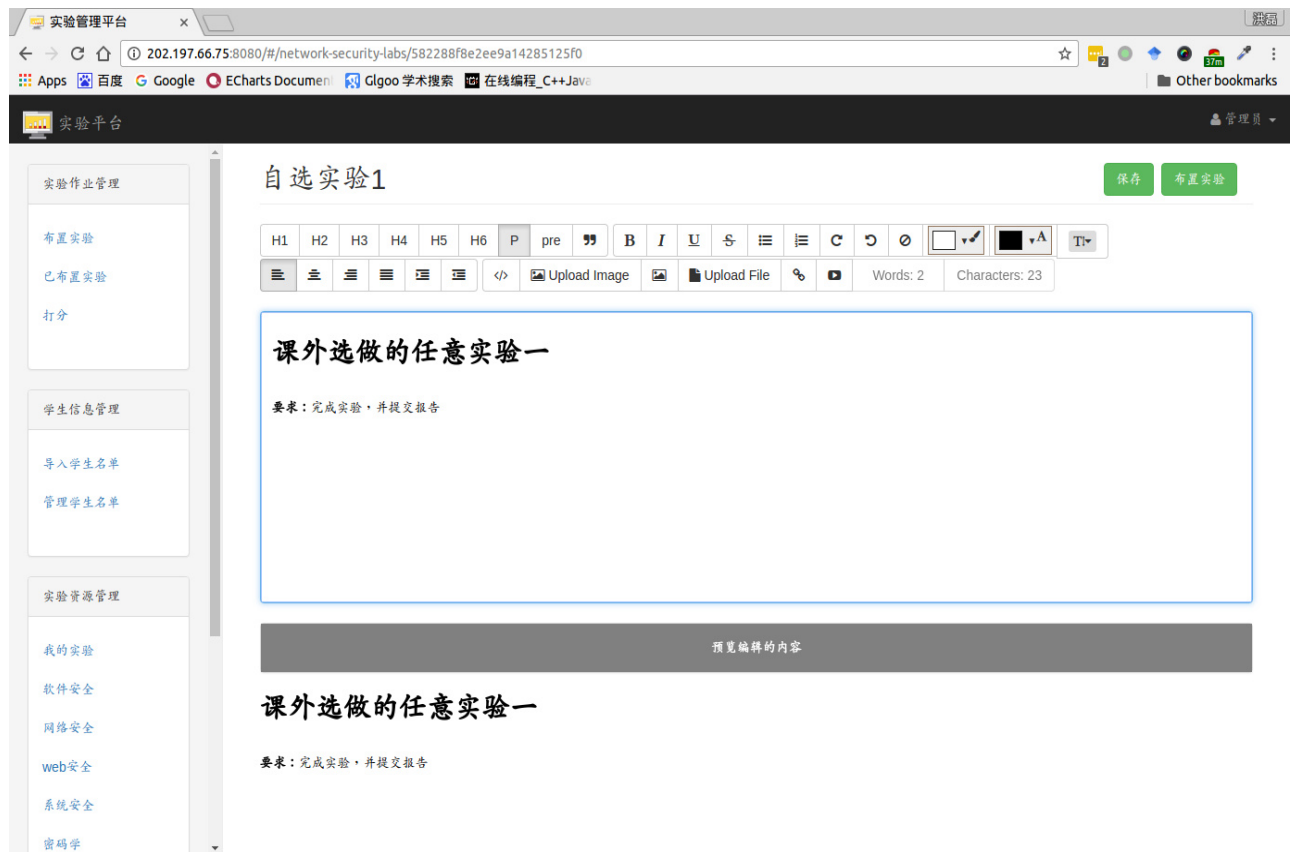 实验管理平台
洪磊
202.197.66.75:8080/#/network-security-labs/582288f8e2ee9a14285125f0
2
37m
Apps 百度 Google ECharts Documen Glgoo 学术搜索 在线编程_C++Java Other bookmarks
实验平台 管理员
实验作业管理
布置实验
已布置实验
打分
学生信息管理
导入学生名单
管理学生名单
实验资源管理
我的实验
软件安全
网络安全
web安全
系统安全
密码学
自选实验1 保存 布置实验
H1 H2 H3 H4 H5 H6 P pre B I U S A
Upload Image Upload File Words: 2 Characters: 23
课外选做的任意实验一
要求：完成实验，并提交报告
预览编辑的内容
课外选做的任意实验一
要求：完成实验，并提交报告